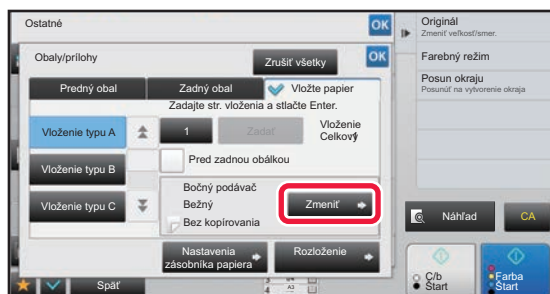 Ostatné
OK
Obaly/prílohy
Zrušiť všetky
OK
Predný obal
Zadný obal
Vložte papier
Zadajte str. vloženia a stlačte Enter.
Vloženie typu A
1
Zadať
Vloženie
Celkový
Pred zadnou obálkou
Vloženie typu B
Vloženie typu C
Bočný podávač
Bežný
Zmeniť
Bez kopírovania
Nastavenia
zásobníka papiera
Rozloženie
Späť
A3
Originál
Zmeniť veľkosť/smer.
Farebný režim
Posun okraju
Posunúť na vytvorenie okraja
Náhľad
CA
Č/b
Štart
Farba
Štart